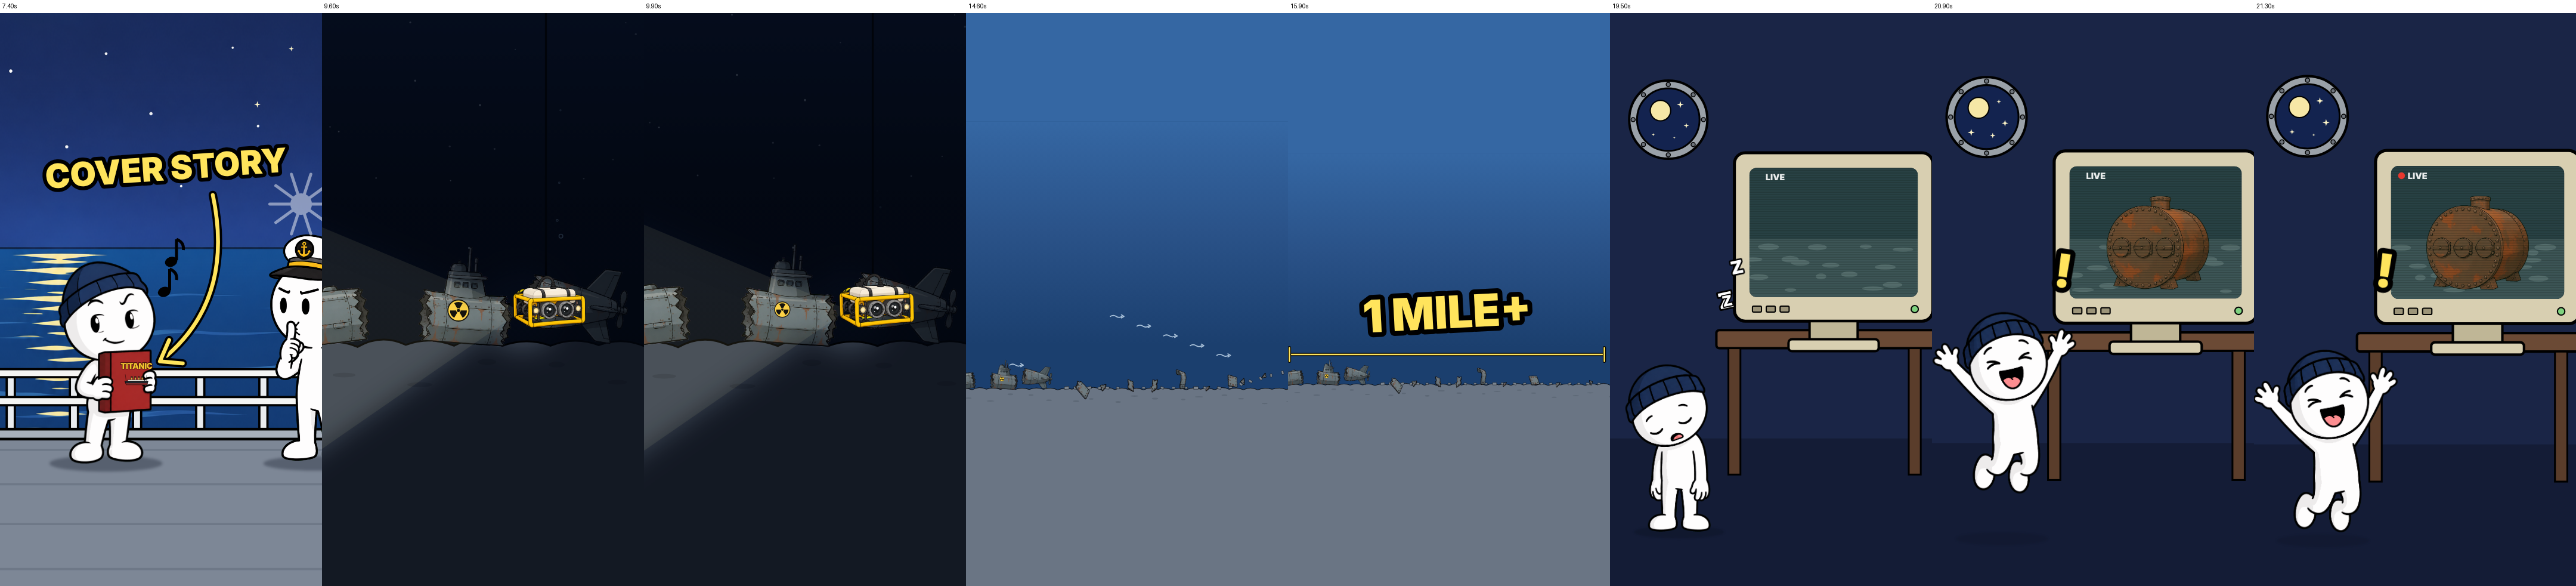 7.40s
9.60s
9.90s
14.60s
15.90s
19.50s
20.90s
21.30s
COVER STORY
TITANIC
1 MILE+
LIVE
Z
Z
LIVE
!
LIVE
!